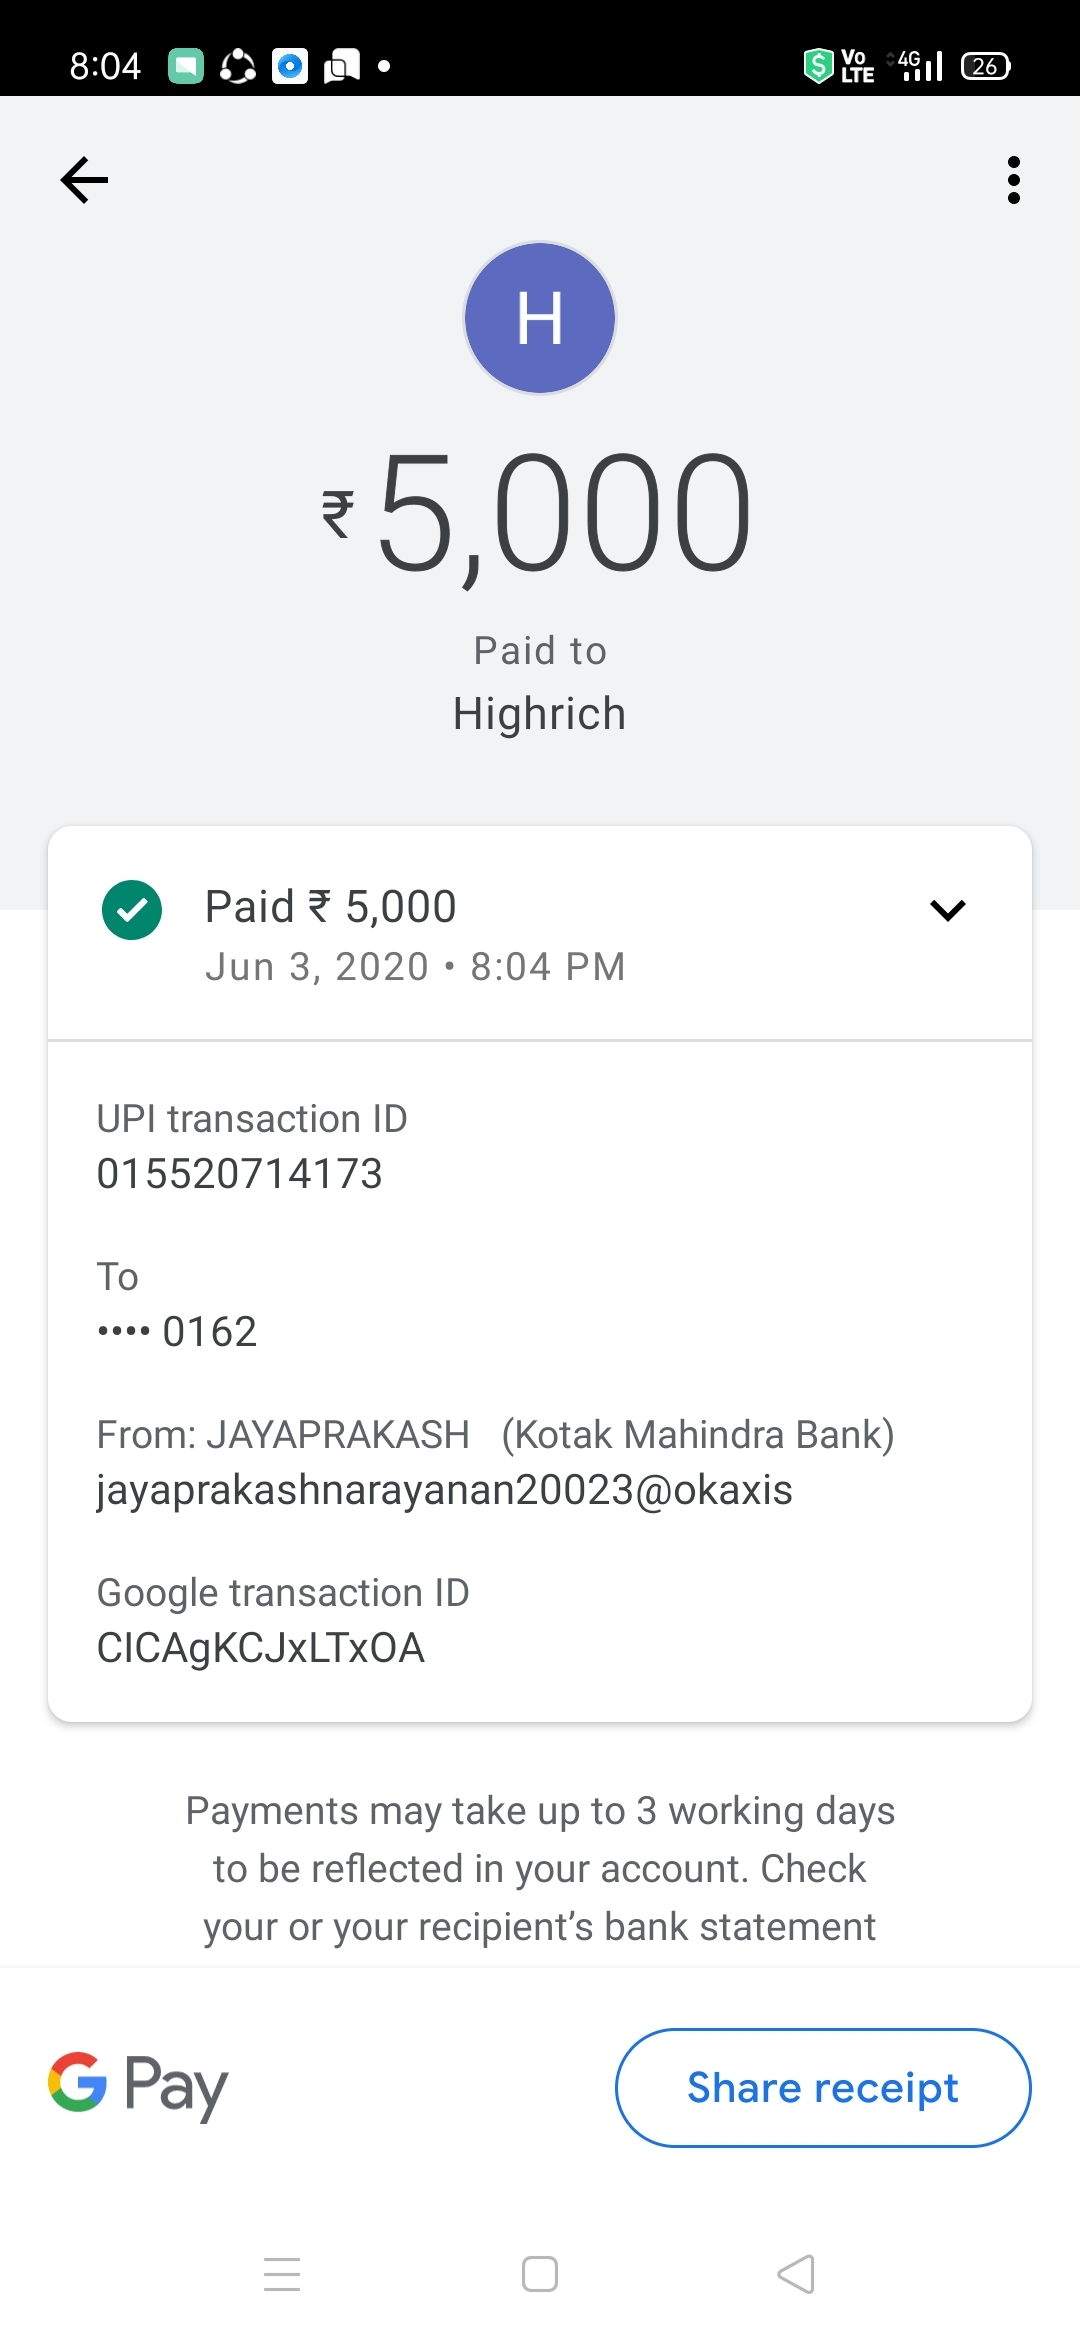 8:04
Vo LTE 4G 26
H
₹5,000
Paid to
Highrich
Paid ₹ 5,000
Jun 3, 2020 • 8:04 PM
UPI transaction ID
015520714173
To
•••• 0162
From: JAYAPRAKASH (Kotak Mahindra Bank)
jayaprakashnarayanan20023@okaxis
Google transaction ID
CICAgKCJxLTxOA
Payments may take up to 3 working days
to be reflected in your account. Check
your or your recipient’s bank statement
G Pay
Share receipt